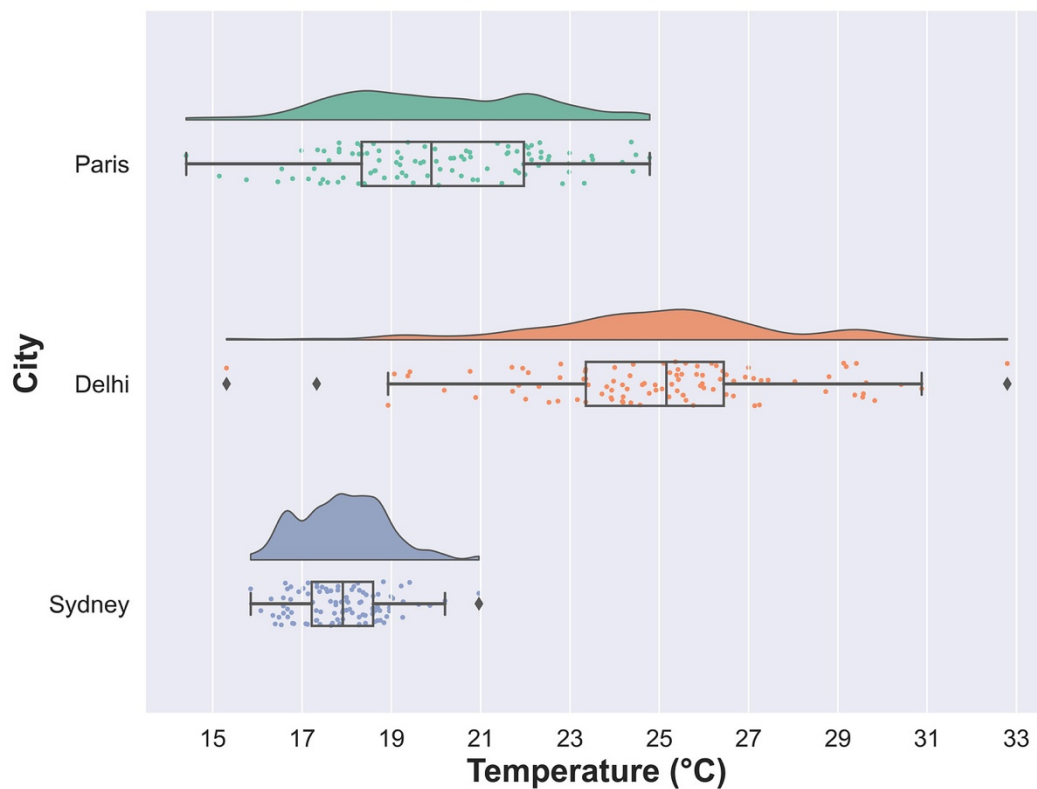 City
Paris
Delhi
Sydney
15 17 19 21 23 25 27 29 31 33
Temperature (°C)